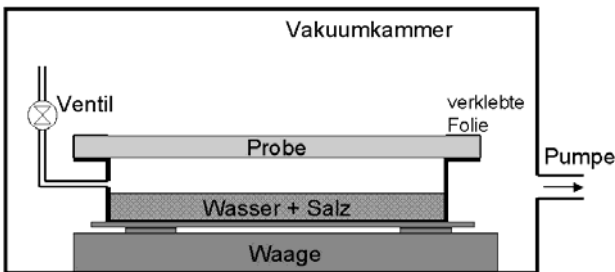 Vakuumkammer
Ventil
verklebte
Folie
Probe
Pumpe
Wasser + Salz
Waage